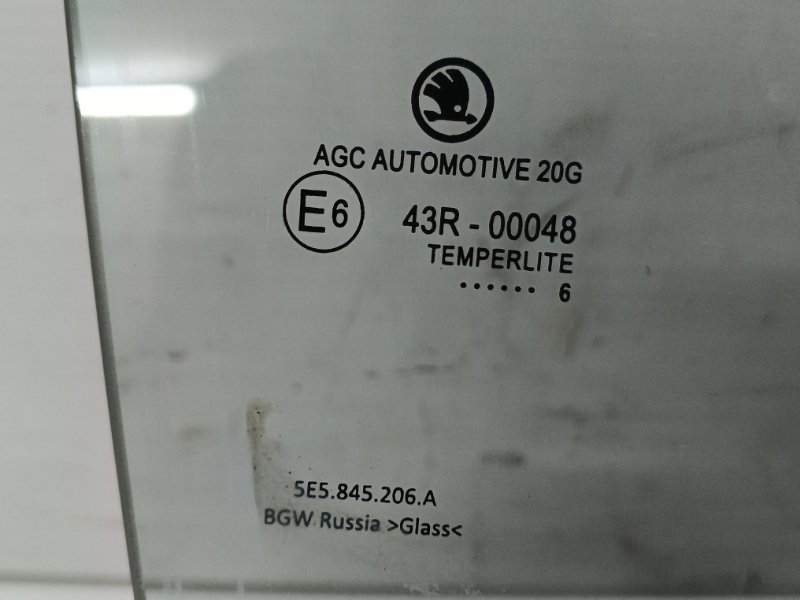 AGC AUTOMOTIVE 20G
E6 43R - 00048
TEMPERLITE
...... 6
5E5.845.206.A
BGW Russia >Glass<